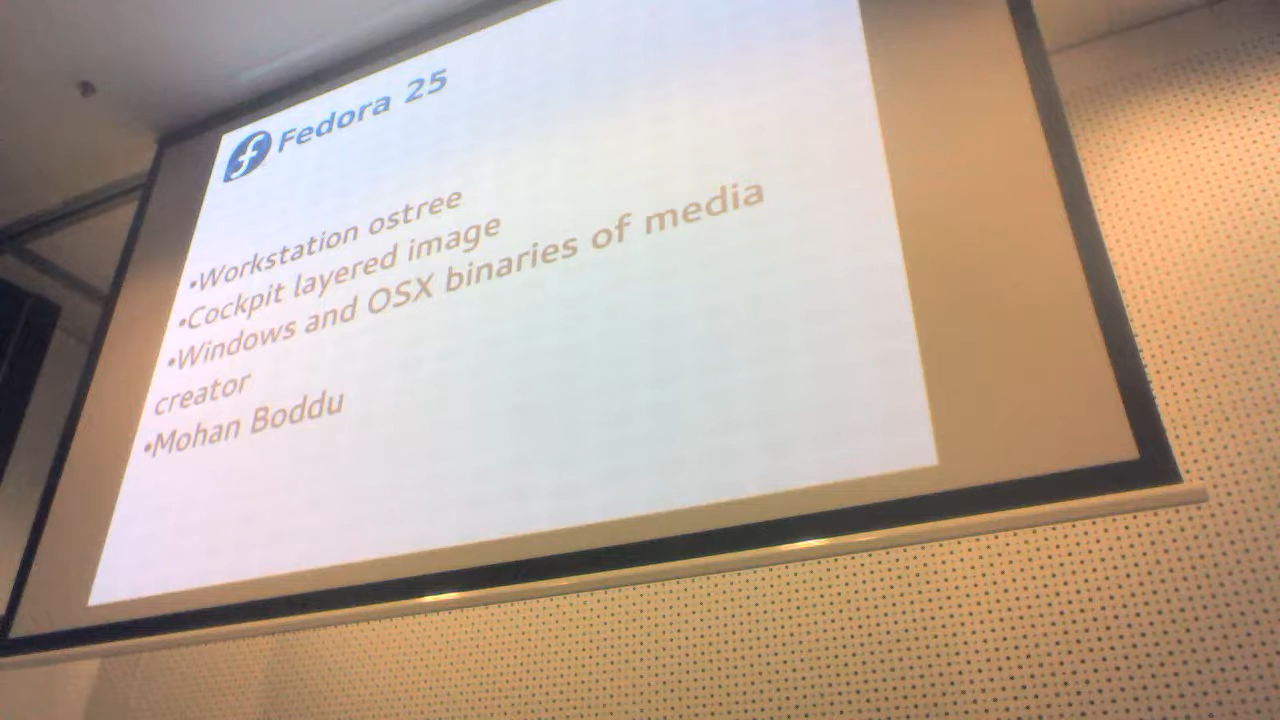 Fedora 25
•Workstation ostree
•Cockpit layered image
•Windows and OSX binaries of media
creator
•Mohan Boddu